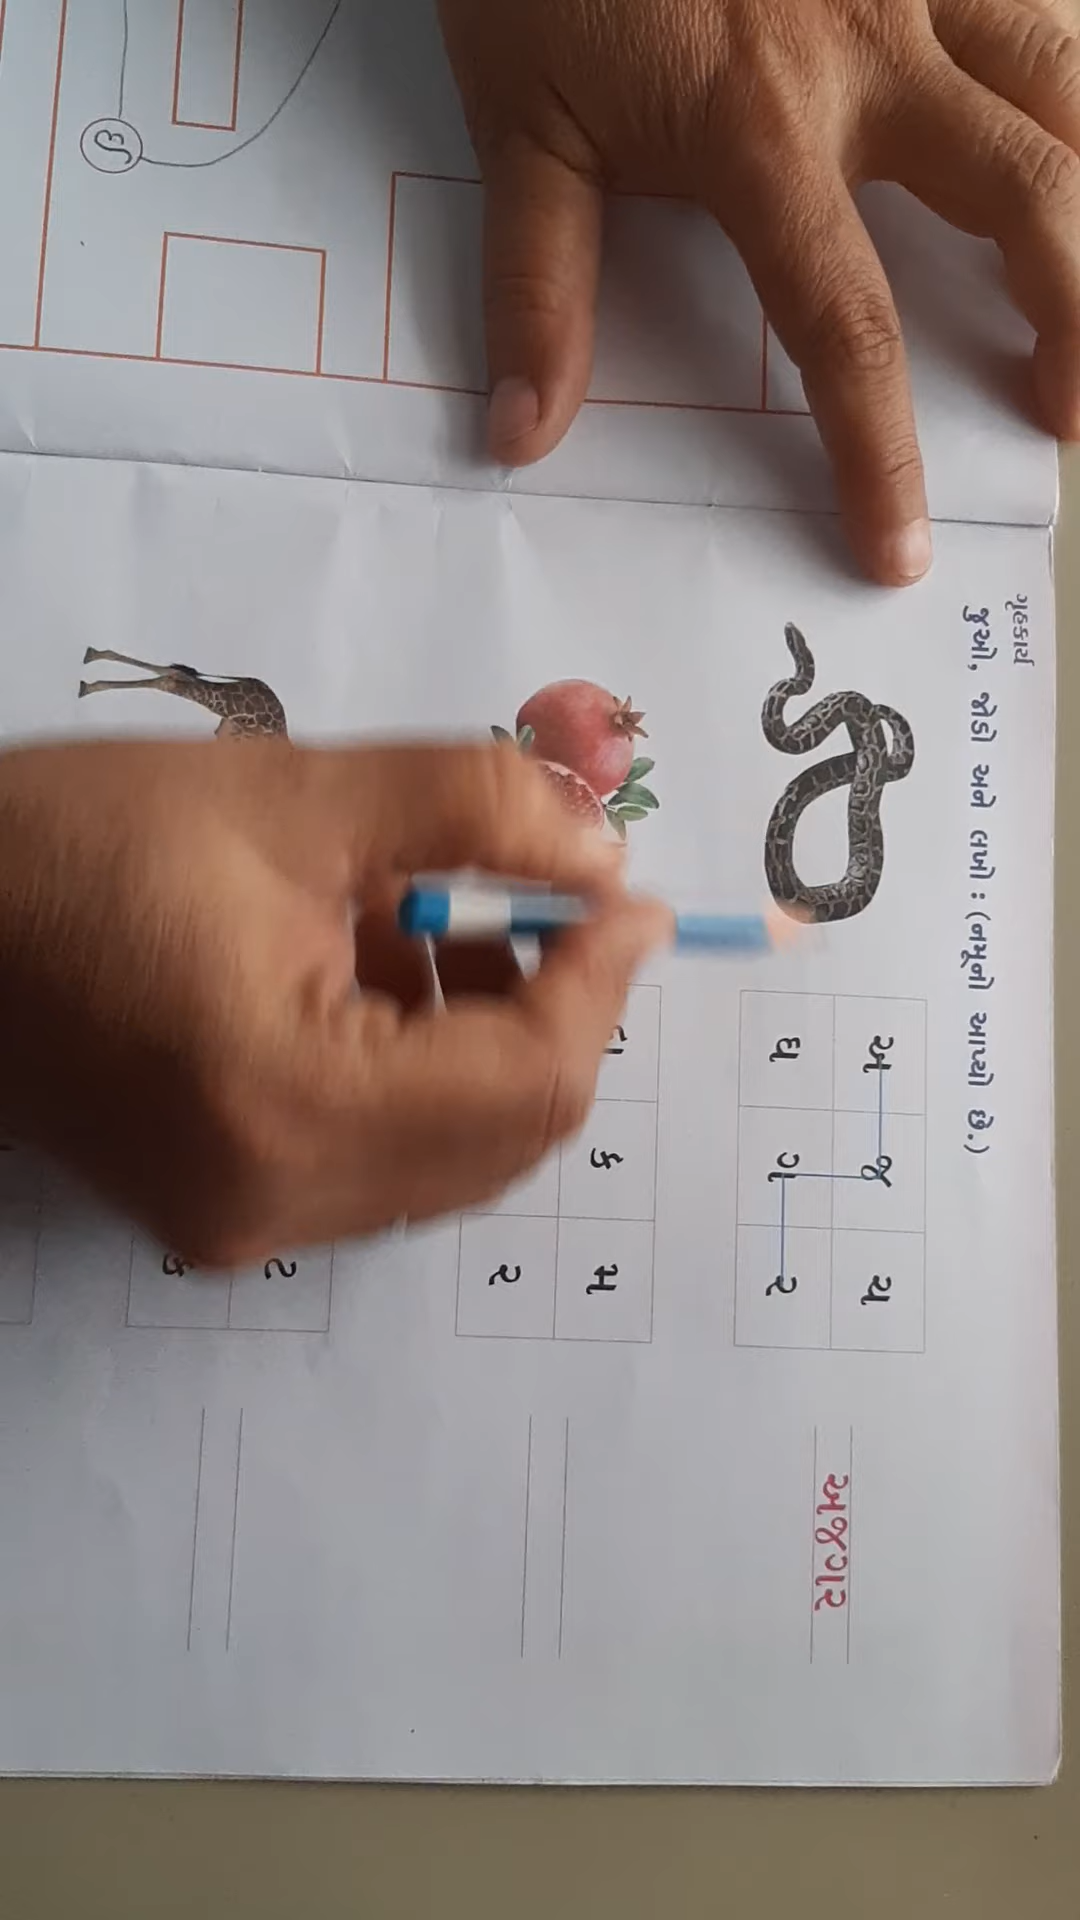 ગૃહકાર્ય
જુઓ, જોડો અને લખો : (નમૂનો આપ્યો છે.)
અ જ ય
ઘ ગ ર
અજગર
ક મ
ર
ટ
ક